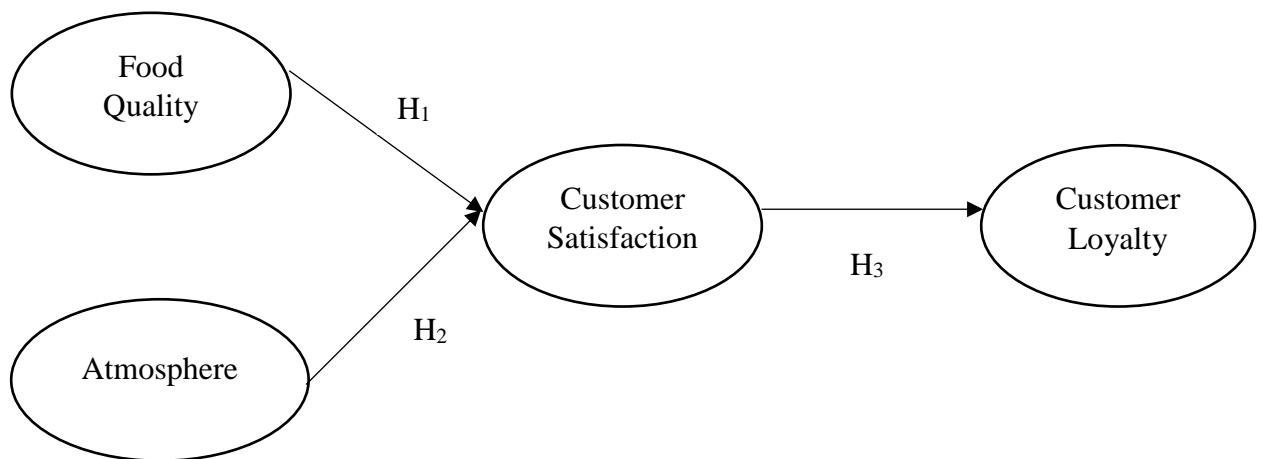 Food
Quality
H₁
Customer
Satisfaction
Customer
Loyalty
H₃
H₂
Atmosphere